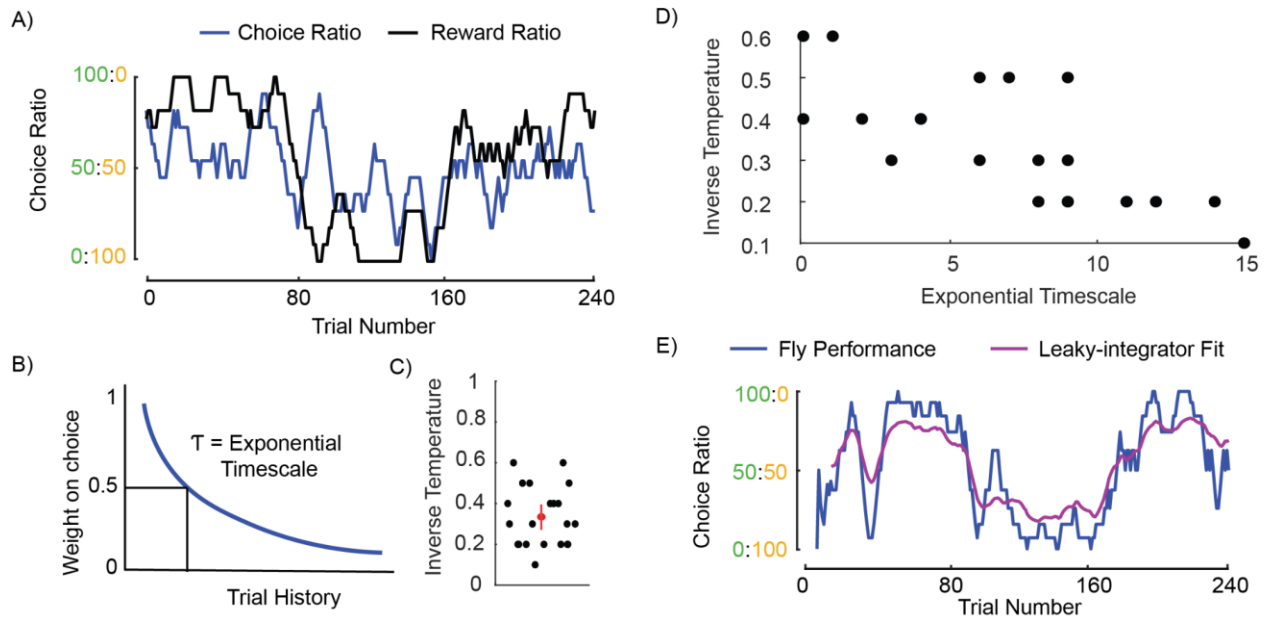 A)
Choice Ratio
Reward Ratio
100:0
50:50
0:100
Choice Ratio
0
80
160
240
Trial Number
B)
1
0.5
0
Weight on choice
Ƭ = Exponential
Timescale
Trial History
C)
1
0.8
0.6
0.4
0.2
0
Inverse Temperature
D)
0.6
0.5
0.4
0.3
0.2
0.1
Inverse Temperature
0
5
10
15
Exponential Timescale
E)
Fly Performance
Leaky-integrator Fit
100:0
50:50
0:100
Choice Ratio
0
80
160
240
Trial Number